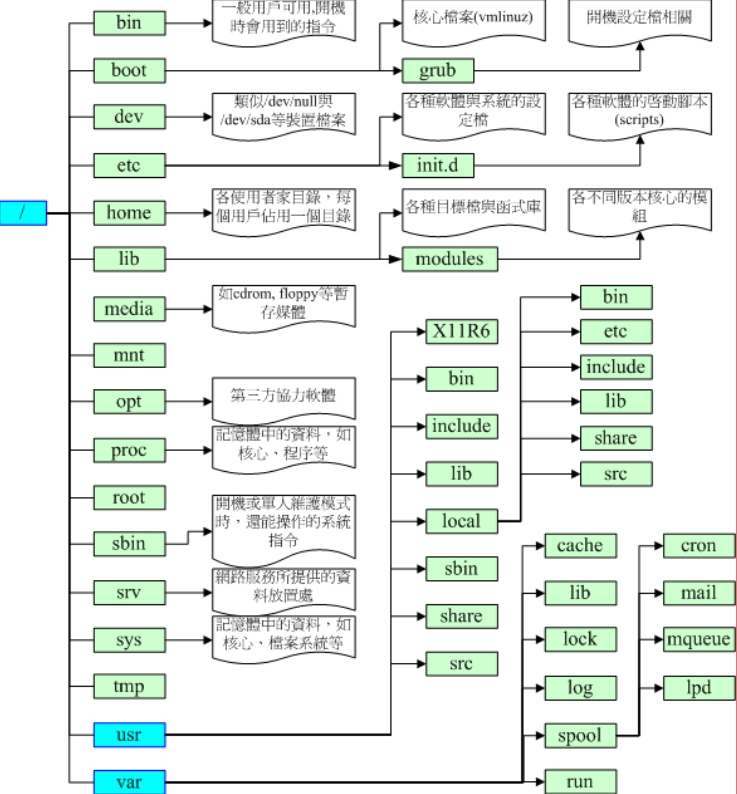 bin
一般用戶可用,開機
時會用到的指令
核心檔案(vmlinuz)
開機設定檔相關
boot
grub
dev
類似/dev/null與
/dev/sda等裝置檔案
各種軟體與系統的設
定檔
各種軟體的啓動腳本
(scripts)
etc
init.d
/
home
各使用者家目錄，每
個用戶佔用一個目錄
各種目標檔與函式庫
各不同版本核心的模
組
lib
modules
media
如cdrom, floppy等暫
存媒體
mnt
opt
第三方協力軟體
proc
記憶體中的資料，如
核心、程序等
root
sbin
開機或單人維護模式
時，還能操作的系統
指令
srv
網路服務所提供的資
料放置處
sys
記憶體中的資料，如
核心、檔案系統等
tmp
usr
var
X11R6
bin
include
lib
local
sbin
share
src
bin
etc
include
lib
share
src
cache
lib
lock
log
spool
run
cron
mail
mqueue
lpd